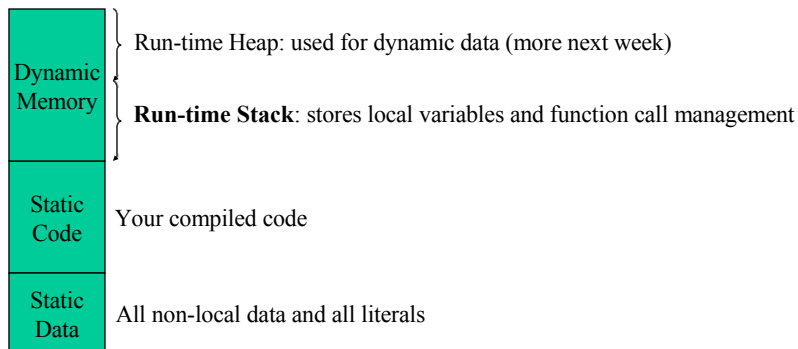 Run-time Heap: used for dynamic data (more next week)
Dynamic
Memory
Run-time Stack: stores local variables and function call management
Static
Code
Your compiled code
Static
Data
All non-local data and all literals